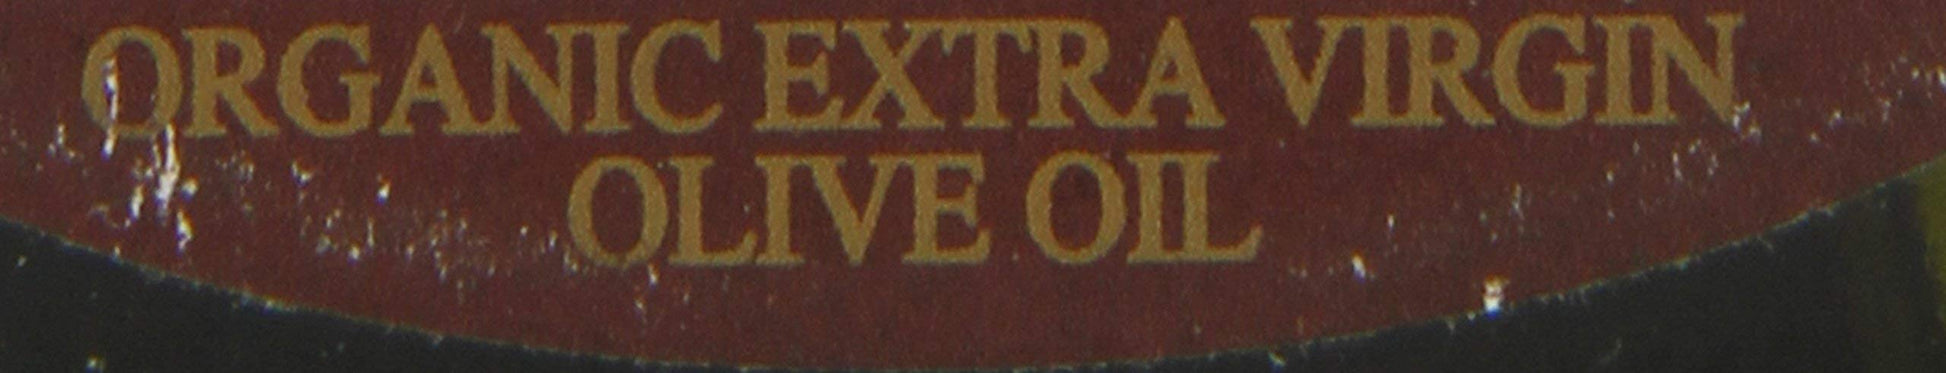 ORGANIC EXTRA VIRGIN
OLIVE OIL